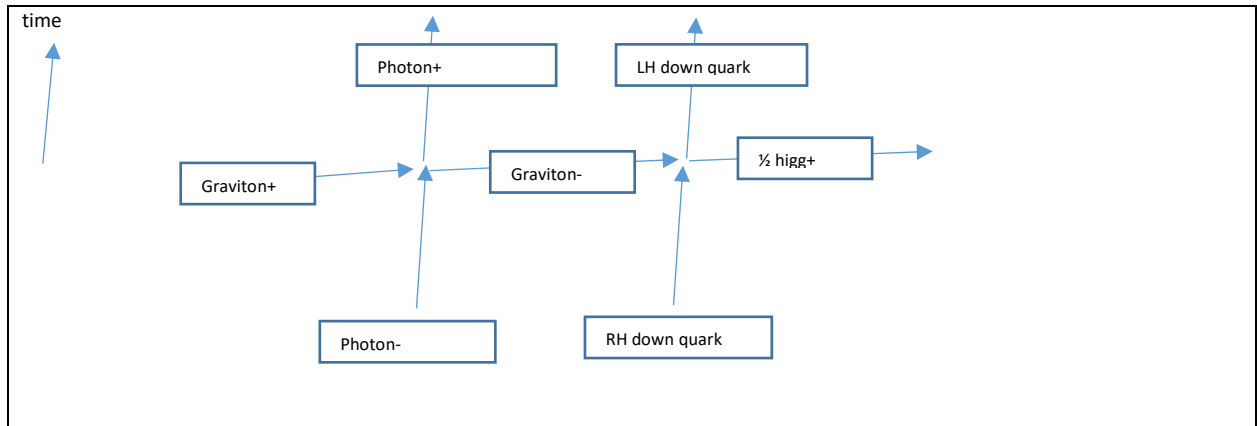 time
Photon+
LH down quark
Graviton+
Graviton-
½ higg+
Photon-
RH down quark